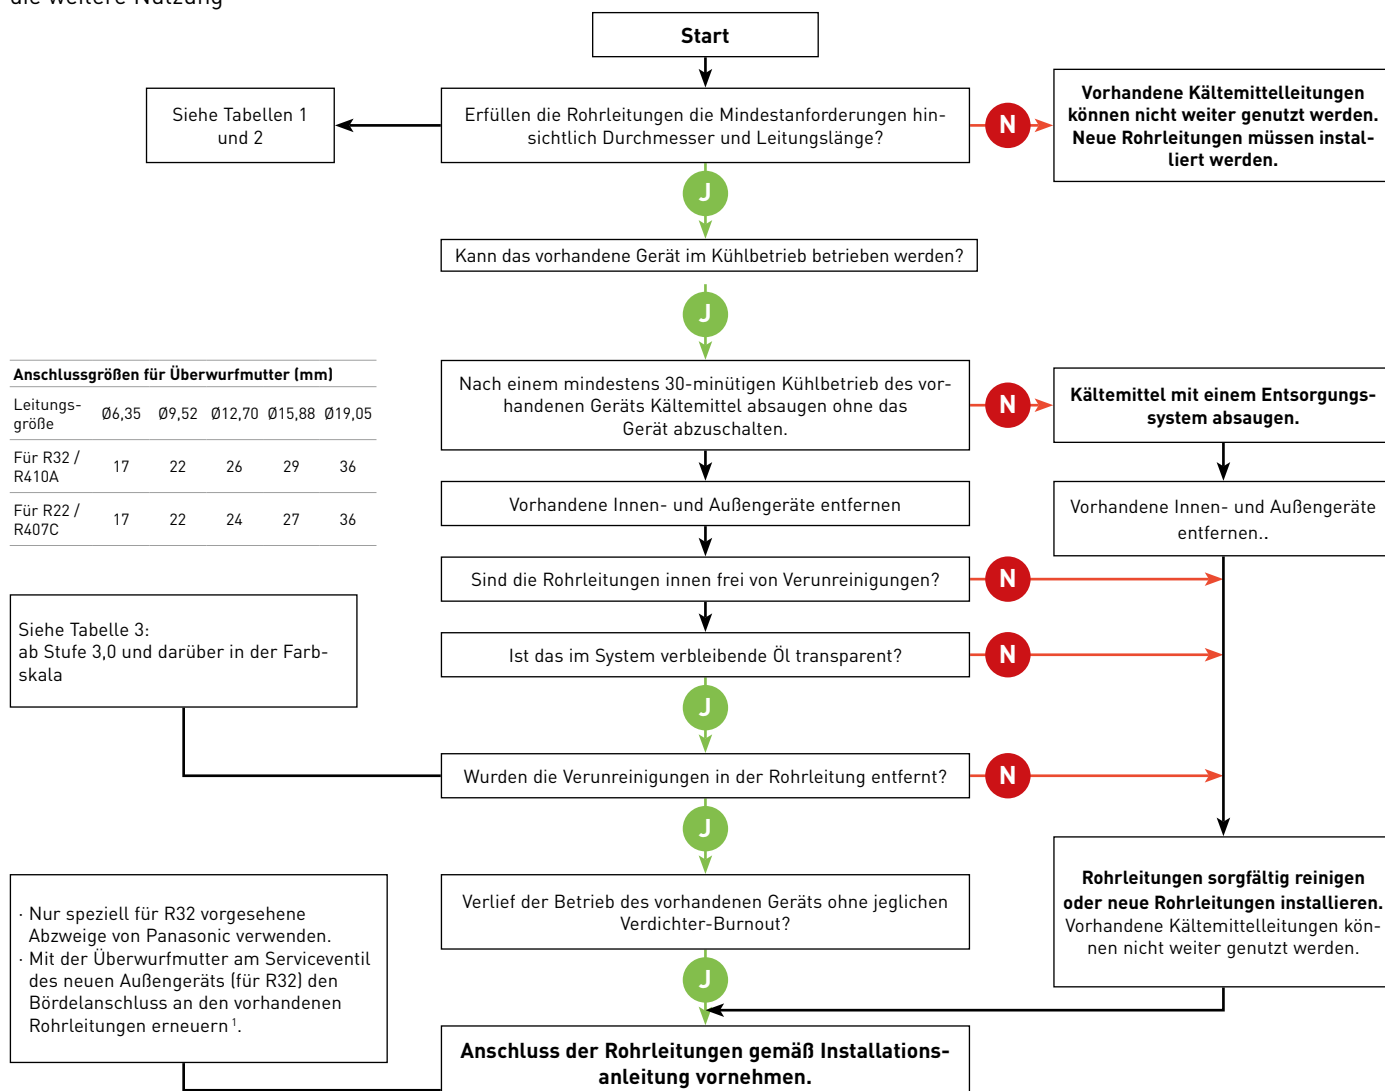 die weitere Nutzung
Start
Siehe Tabellen 1
und 2
Erfüllen die Rohrleitungen die Mindestanforderungen hin-
sichtlich Durchmesser und Leitungslänge?
N
Vorhandene Kältemittelleitungen
können nicht weiter genutzt werden.
Neue Rohrleitungen müssen instal-
liert werden.
J
Kann das vorhandene Gerät im Kühlbetrieb betrieben werden?
J
Anschlussgrößen für Überwurfmutter (mm)
Leitungs-
größe Ø6,35 Ø9,52 Ø12,70 Ø15,88 Ø19,05
Für R32 /
R410A 17 22 26 29 36
Für R22 /
R407C 17 22 24 27 36
Nach einem mindestens 30-minütigen Kühlbetrieb des vor-
handenen Geräts Kältemittel absaugen ohne das
Gerät abzuschalten.
N
Kältemittel mit einem Entsorgungs-
system absaugen.
Vorhandene Innen- und Außengeräte entfernen
Vorhandene Innen- und Außengeräte
entfernen..
Sind die Rohrleitungen innen frei von Verunreinigungen?
N
Siehe Tabelle 3:
ab Stufe 3,0 und darüber in der Farb-
skala
Ist das im System verbleibende Öl transparent?
N
J
Wurden die Verunreinigungen in der Rohrleitung entfernt?
N
J
Rohrleitungen sorgfältig reinigen
oder neue Rohrleitungen installieren.
Vorhandene Kältemittelleitungen kön-
nen nicht weiter genutzt werden.
Verlief der Betrieb des vorhandenen Geräts ohne jeglichen
Verdichter-Burnout?
· Nur speziell für R32 vorgesehene
Abzweige von Panasonic verwenden.
· Mit der Überwurfmutter am Serviceventil
des neuen Außengeräts (für R32) den
Bördelanschluss an den vorhandenen
Rohrleitungen erneuern ¹.
J
Anschluss der Rohrleitungen gemäß Installations-
anleitung vornehmen.